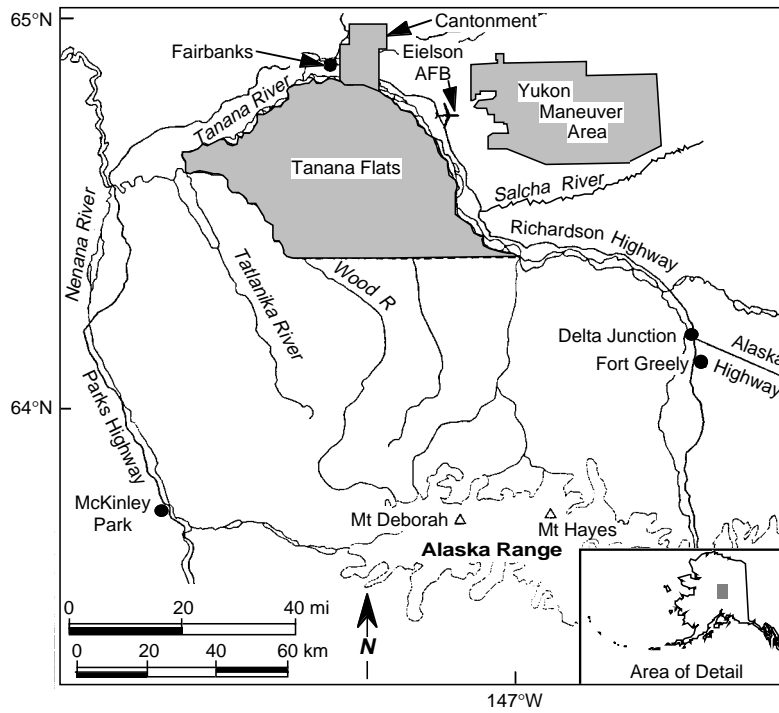 65°N
Cantonment
Fairbanks
Eielson
AFB
Yukon
Maneuver
Area
Tanana River
Tanana Flats
Salcha River
Nenana River
Richardson Highway
Tatlanika River
Wood R
Delta Junction
Alaska
Highway
Fort Greely
64°N
Parks Highway
McKinley
Park
Mt Deborah
Mt Hayes
Alaska Range
0 20 40 mi
0 20 40 60 km
N
Area of Detail
147°W